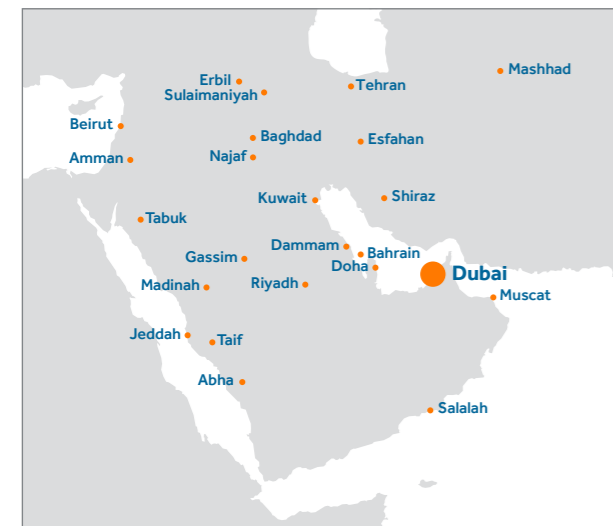 Mashhad
Erbil
Tehran
Sulaimaniyah
Beirut
Baghdad
Esfahan
Amman
Najaf
Kuwait
Shiraz
Tabuk
Dammam
Bahrain
Gassim
Doha
Dubai
Madinah
Riyadh
Muscat
Jeddah
Taif
Abha
Salalah